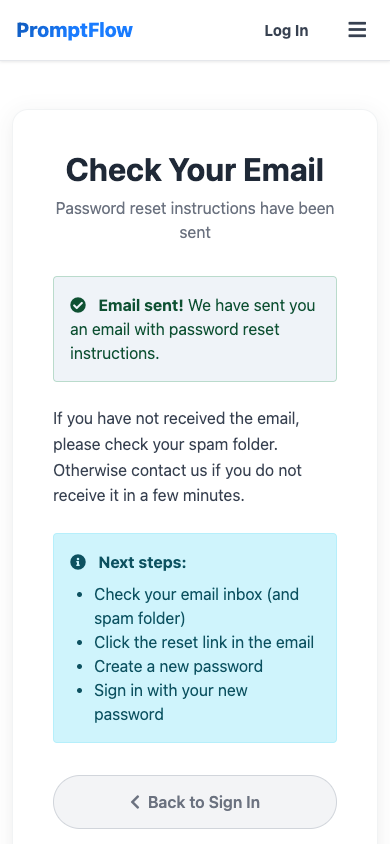 PromptFlow
Log In
Check Your Email
Password reset instructions have been
sent
Email sent! We have sent you
an email with password reset
instructions.
If you have not received the email,
please check your spam folder.
Otherwise contact us if you do not
receive it in a few minutes.
Next steps:
• Check your email inbox (and
spam folder)
• Click the reset link in the email
• Create a new password
• Sign in with your new
password
Back to Sign In